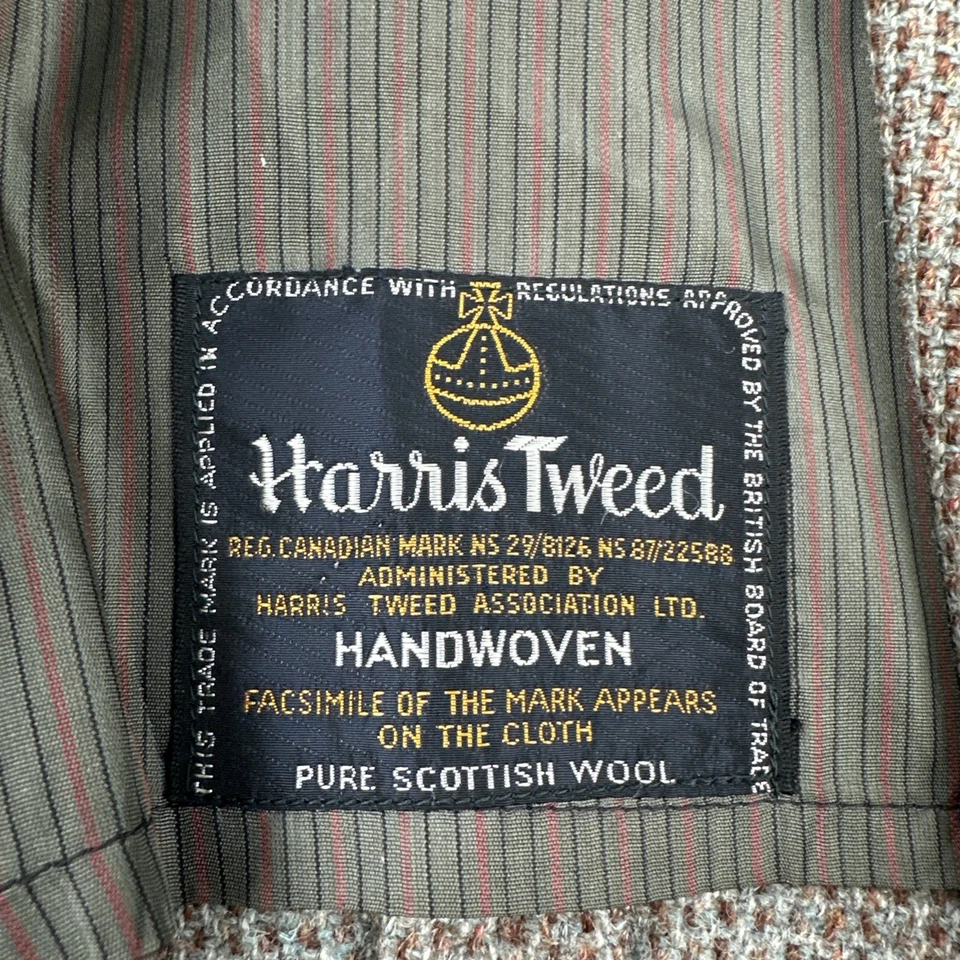 THIS TRADE MARK IS APPLIED IN ACCORDANCE WITH REGULATIONS APPROVED BY THE BRITISH BOARD OF TRADE
Harris Tweed
REG. CANADIAN MARK NS 29/8126 NS 87/22588
ADMINISTERED BY
HARRIS TWEED ASSOCIATION LTD.
HANDWOVEN
FACSIMILE OF THE MARK APPEARS
ON THE CLOTH
PURE SCOTTISH WOOL